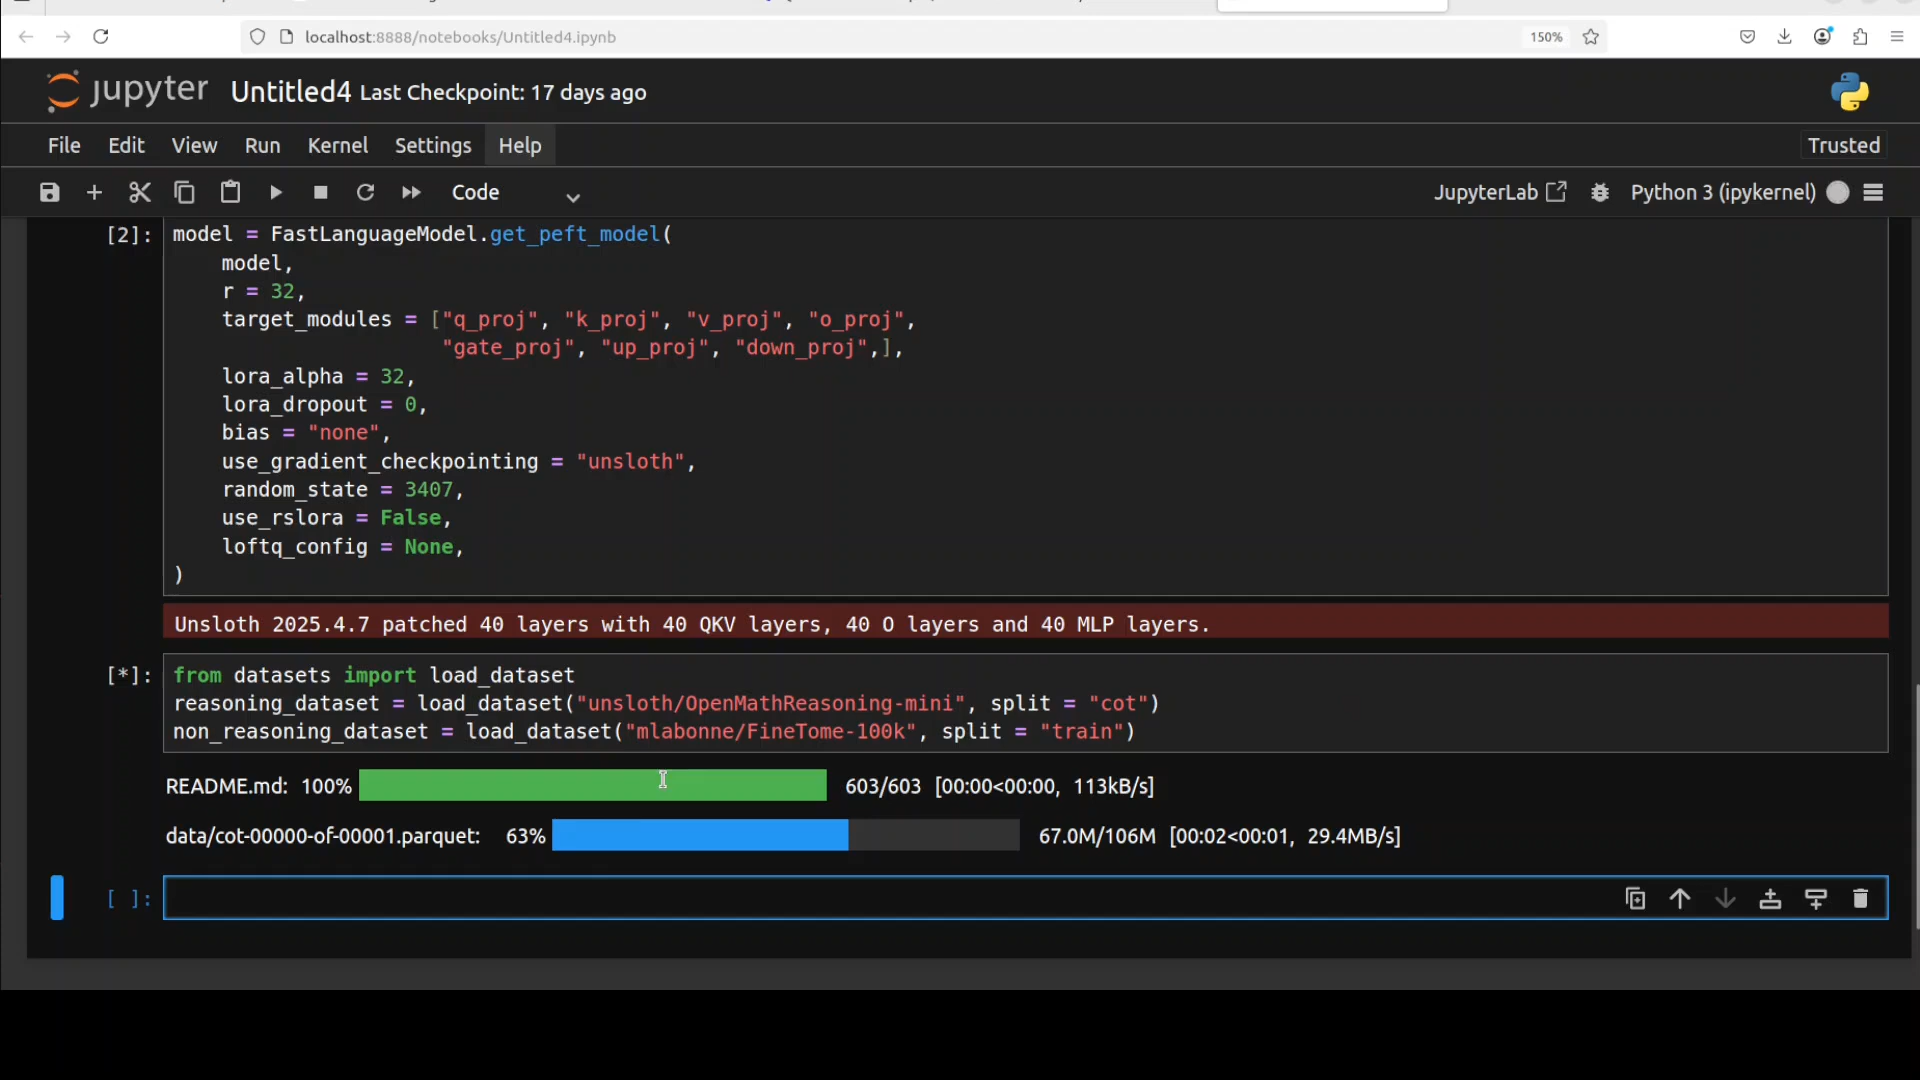 localhost:8888/notebooks/Untitled4.ipynb
150%
jupyter Untitled4 Last Checkpoint: 17 days ago
File Edit View Run Kernel Settings Help Trusted
Code JupyterLab Python 3 (ipykernel)
[2]: model = FastLanguageModel.get_peft_model(
model,
r = 32,
target_modules = ["q_proj", "k_proj", "v_proj", "o_proj",
"gate_proj", "up_proj", "down_proj",],
lora_alpha = 32,
lora_dropout = 0,
bias = "none",
use_gradient_checkpointing = "unsloth",
random_state = 3407,
use_rslora = False,
loftq_config = None,
)
Unsloth 2025.4.7 patched 40 layers with 40 QKV layers, 40 O layers and 40 MLP layers.
[*]: from datasets import load_dataset
reasoning_dataset = load_dataset("unsloth/OpenMathReasoning-mini", split = "cot")
non_reasoning_dataset = load_dataset("mlabonne/FineTome-100k", split = "train")
README.md: 100% 603/603 [00:00<00:00, 113kB/s]
data/cot-00000-of-00001.parquet: 63% 67.0M/106M [00:02<00:01, 29.4MB/s]
[ ]: